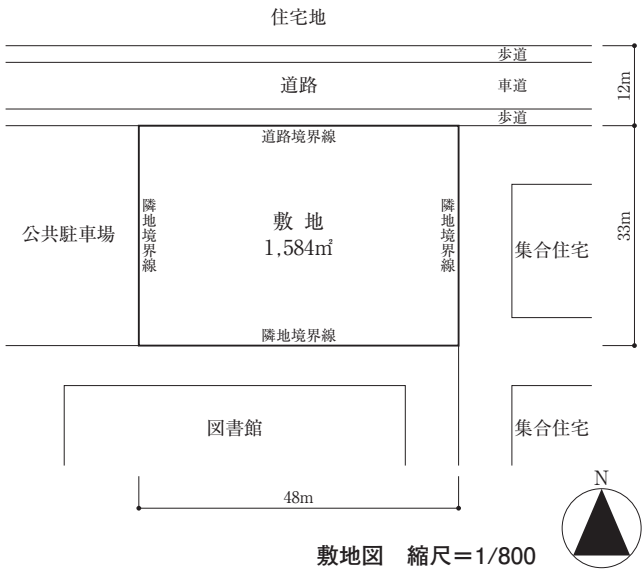 住宅地
歩道
道路
車道
12m
歩道
道路境界線
隣地境界線
敷 地
1,584㎡
隣地境界線
公共駐車場
集合住宅
33m
隣地境界線
図書館
集合住宅
48m
N
敷地図 縮尺＝1/800